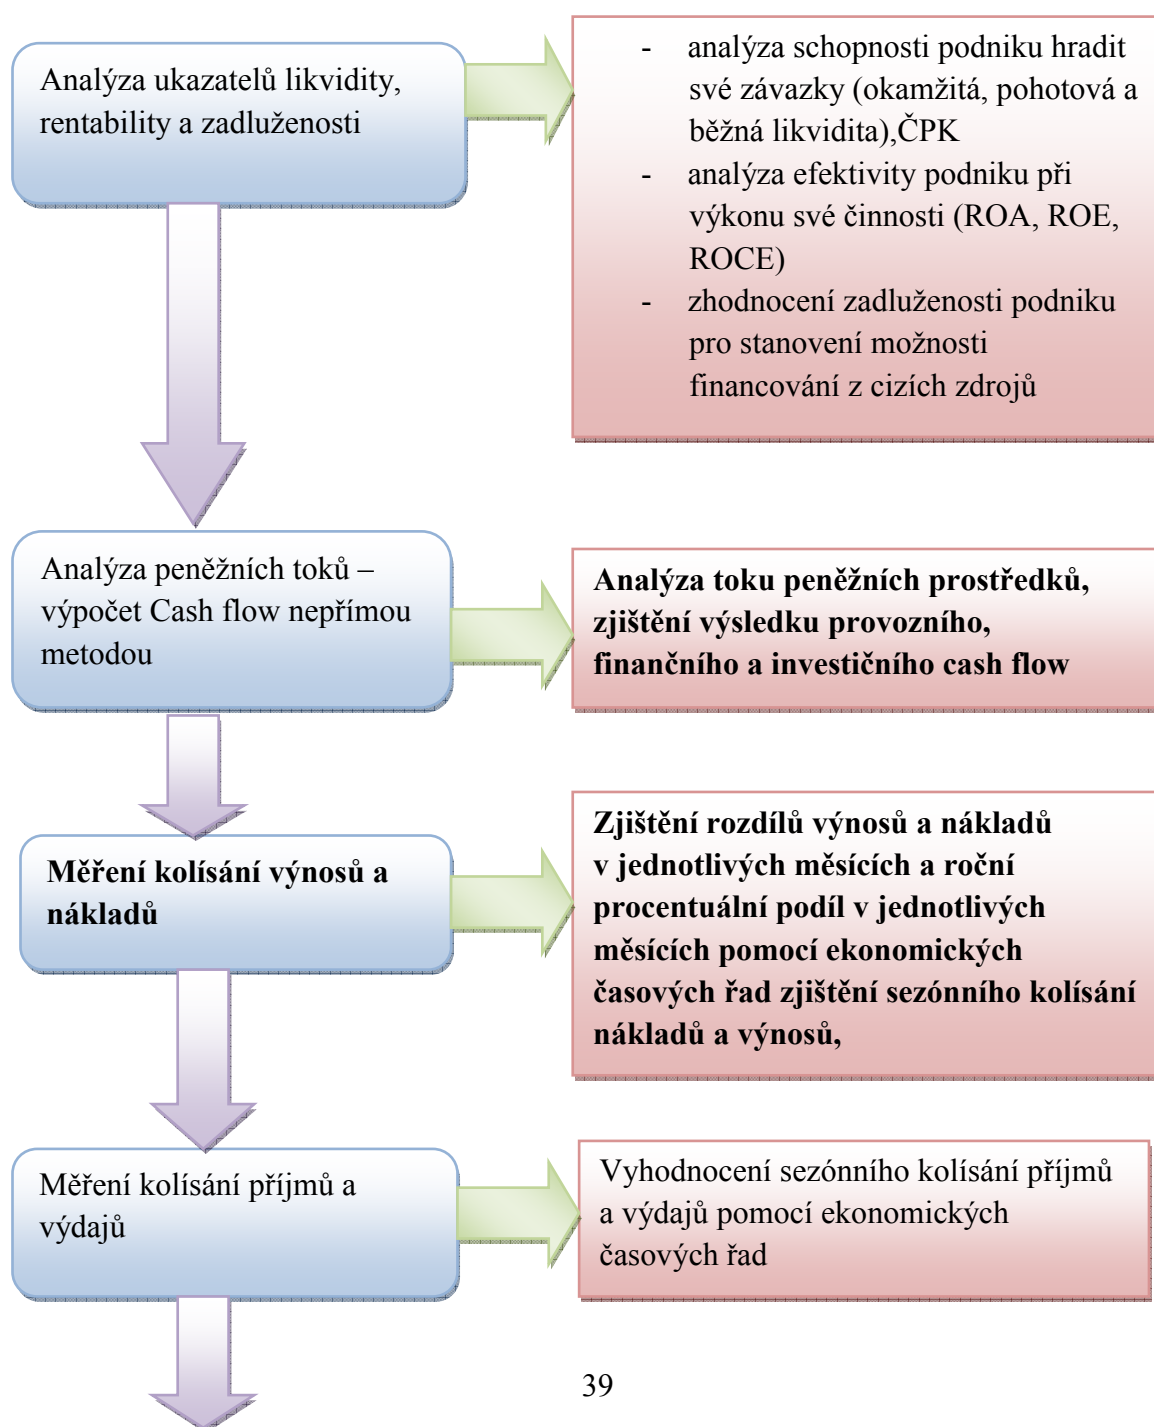 Analýza ukazatelů likvidity,
rentability a zadluženosti
- analýza schopnosti podniku hradit
své závazky (okamžitá, pohotová a
běžná likvidita),ČPK
- analýza efektivity podniku při
výkonu své činnosti (ROA, ROE,
ROCE)
- zhodnocení zadluženosti podniku
pro stanovení možnosti
financování z cizích zdrojů
Analýza peněžních toků –
výpočet Cash flow nepřímou
metodou
Analýza toku peněžních prostředků,
zjištění výsledku provozního,
finančního a investičního cash flow
Měření kolísání výnosů a
nákladů
Zjištění rozdílů výnosů a nákladů
v jednotlivých měsících a roční
procentuální podíl v jednotlivých
měsících pomocí ekonomických
časových řad zjištění sezónního kolísání
nákladů a výnosů,
Měření kolísání příjmů a
výdajů
Vyhodnocení sezónního kolísání příjmů
a výdajů pomocí ekonomických
časových řad
39